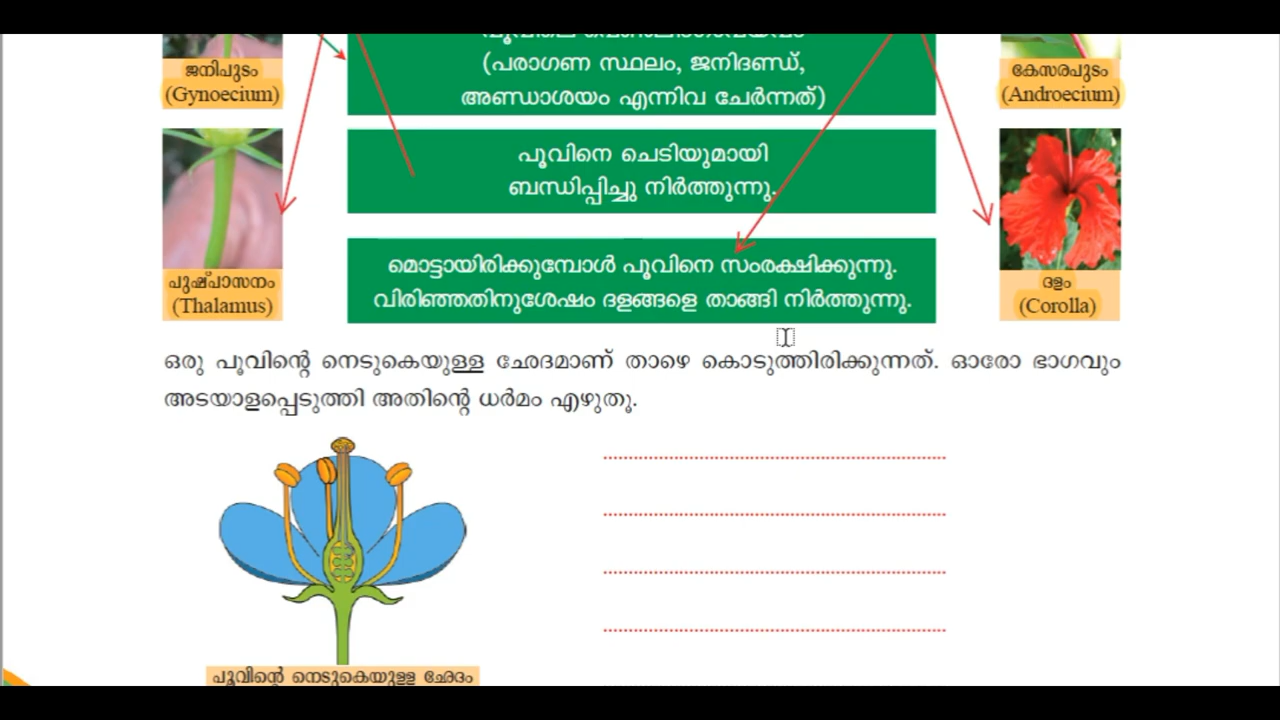 ജനിപുടം
(Gynoecium)
(പരാഗണ സ്ഥലം, ജനിദണ്ഡ്,
അണ്ഡാശയം എന്നിവ ചേർന്നത്)
കേസരപുടം
(Androecium)
പൂവിനെ ചെടിയുമായി
ബന്ധിപ്പിച്ചു നിർത്തുന്നു.
പുഷ്പാസനം
(Thalamus)
മൊട്ടായിരിക്കുമ്പോൾ പൂവിനെ സംരക്ഷിക്കുന്നു.
വിരിഞ്ഞതിനുശേഷം ദളങ്ങളെ താങ്ങി നിർത്തുന്നു.
ദളം
(Corolla)
ഒരു പൂവിന്റെ നെടുകെയുള്ള ഛേദമാണ് താഴെ കൊടുത്തിരിക്കുന്നത്. ഓരോ ഭാഗവും
അടയാളപ്പെടുത്തി അതിന്റെ ധർമം എഴുതൂ.
പൂവിന്റെ നെടുകെയുള്ള ഛേദം